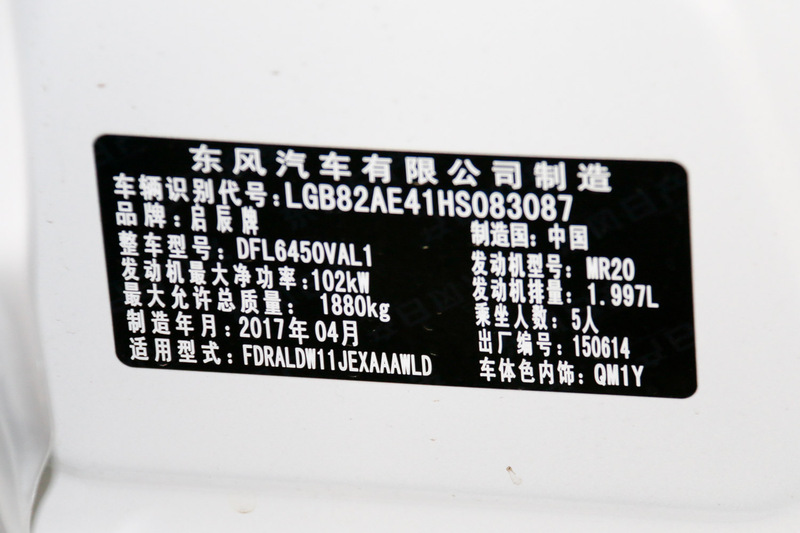 东风汽车有限公司制造
车辆识别代号:LGB82AE41HS083087
品牌:启辰牌 制造国:中国
整车型号:DFL6450VAL1 发动机型号:MR20
发动机最大净功率:102kW 发动机排量:1.997L
最大允许总质量: 1880kg 乘坐人数:5人
制造年月:2017年04月 出厂编号:150614
适用型式:FDRALDW11JEXAAAWLD 车体色内饰:QM1Y